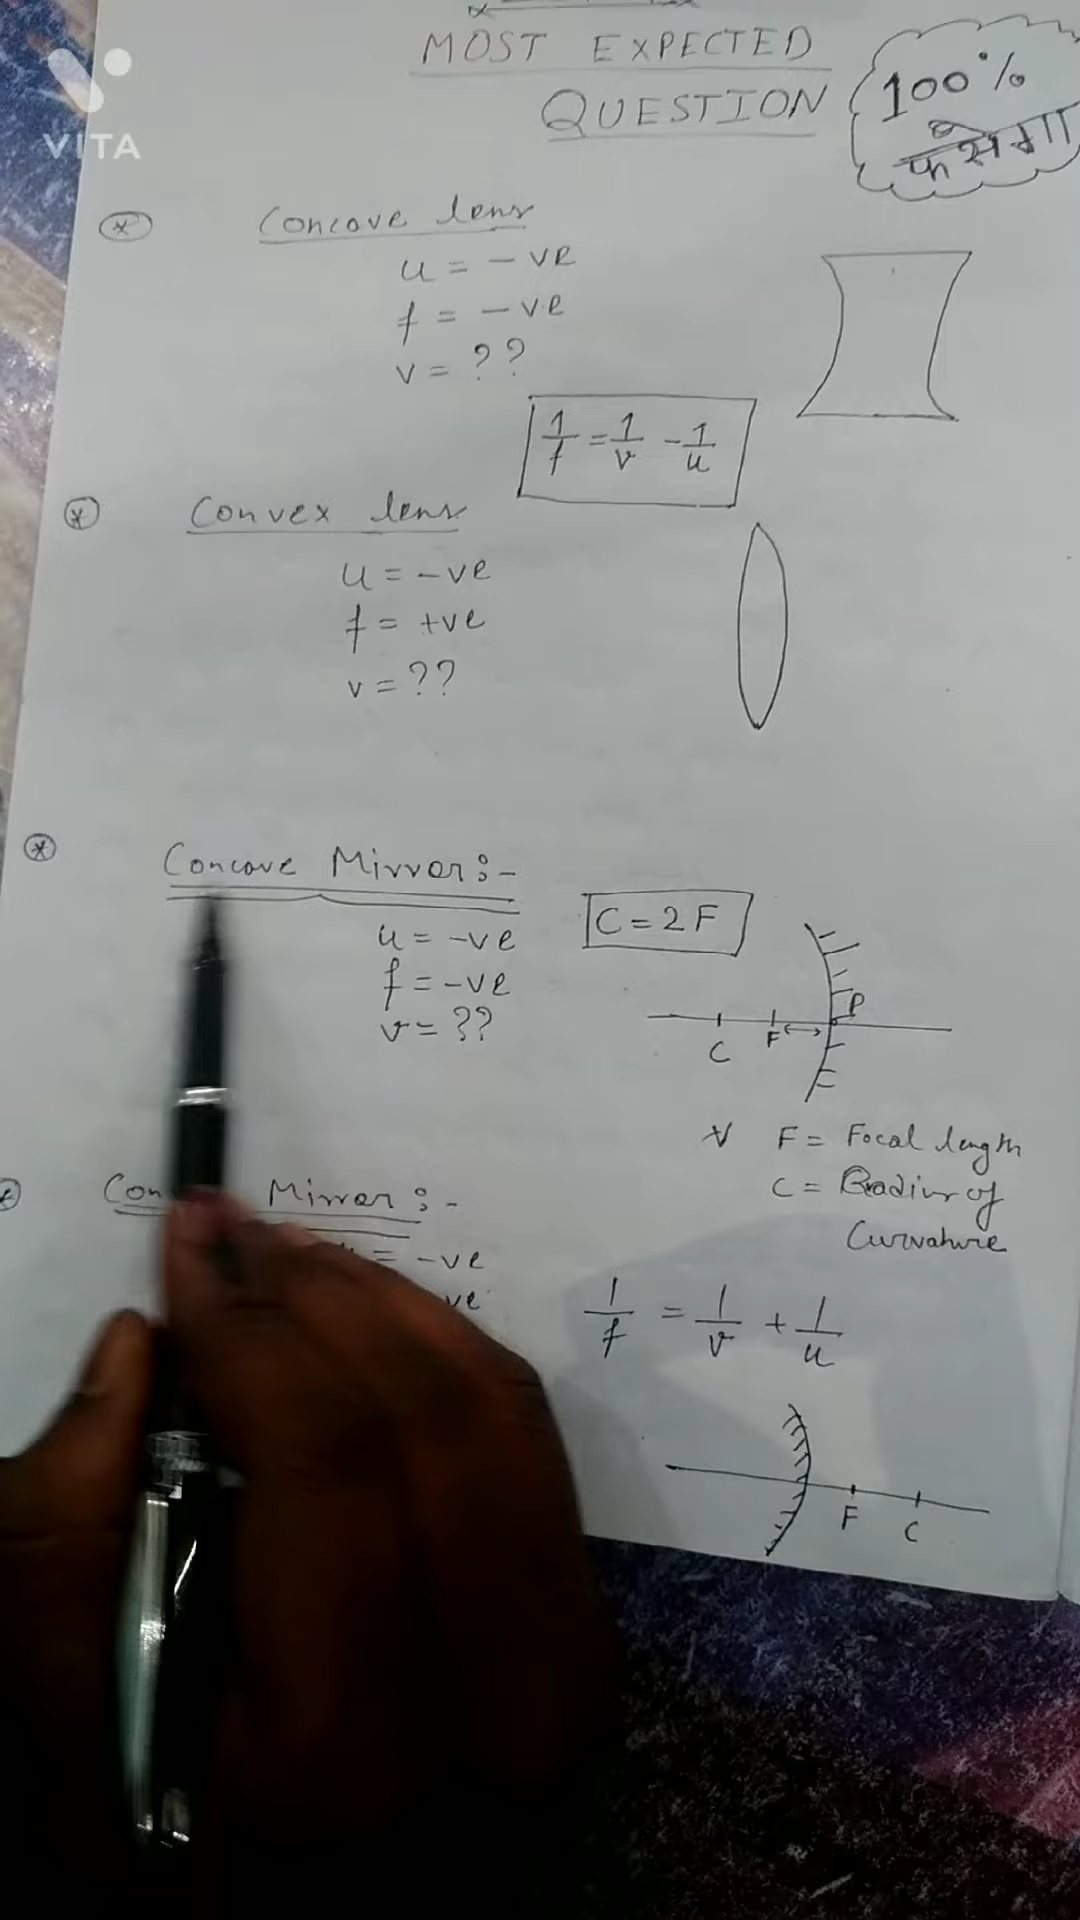 VITA
MOST EXPECTED
QUESTION
100%
फंसेगा
Concave lens
u = -ve
f = -ve
v = ??
1/f = 1/v - 1/u
Convex lens
u = -ve
f = +ve
v = ??
Concave Mirror:-
u = -ve
f = -ve
v = ??
C = 2F
P
C F
F = Focal length
C = Radius of
Curvature
Mirror:-
= -ve
ve
1/f = 1/v + 1/u
F C